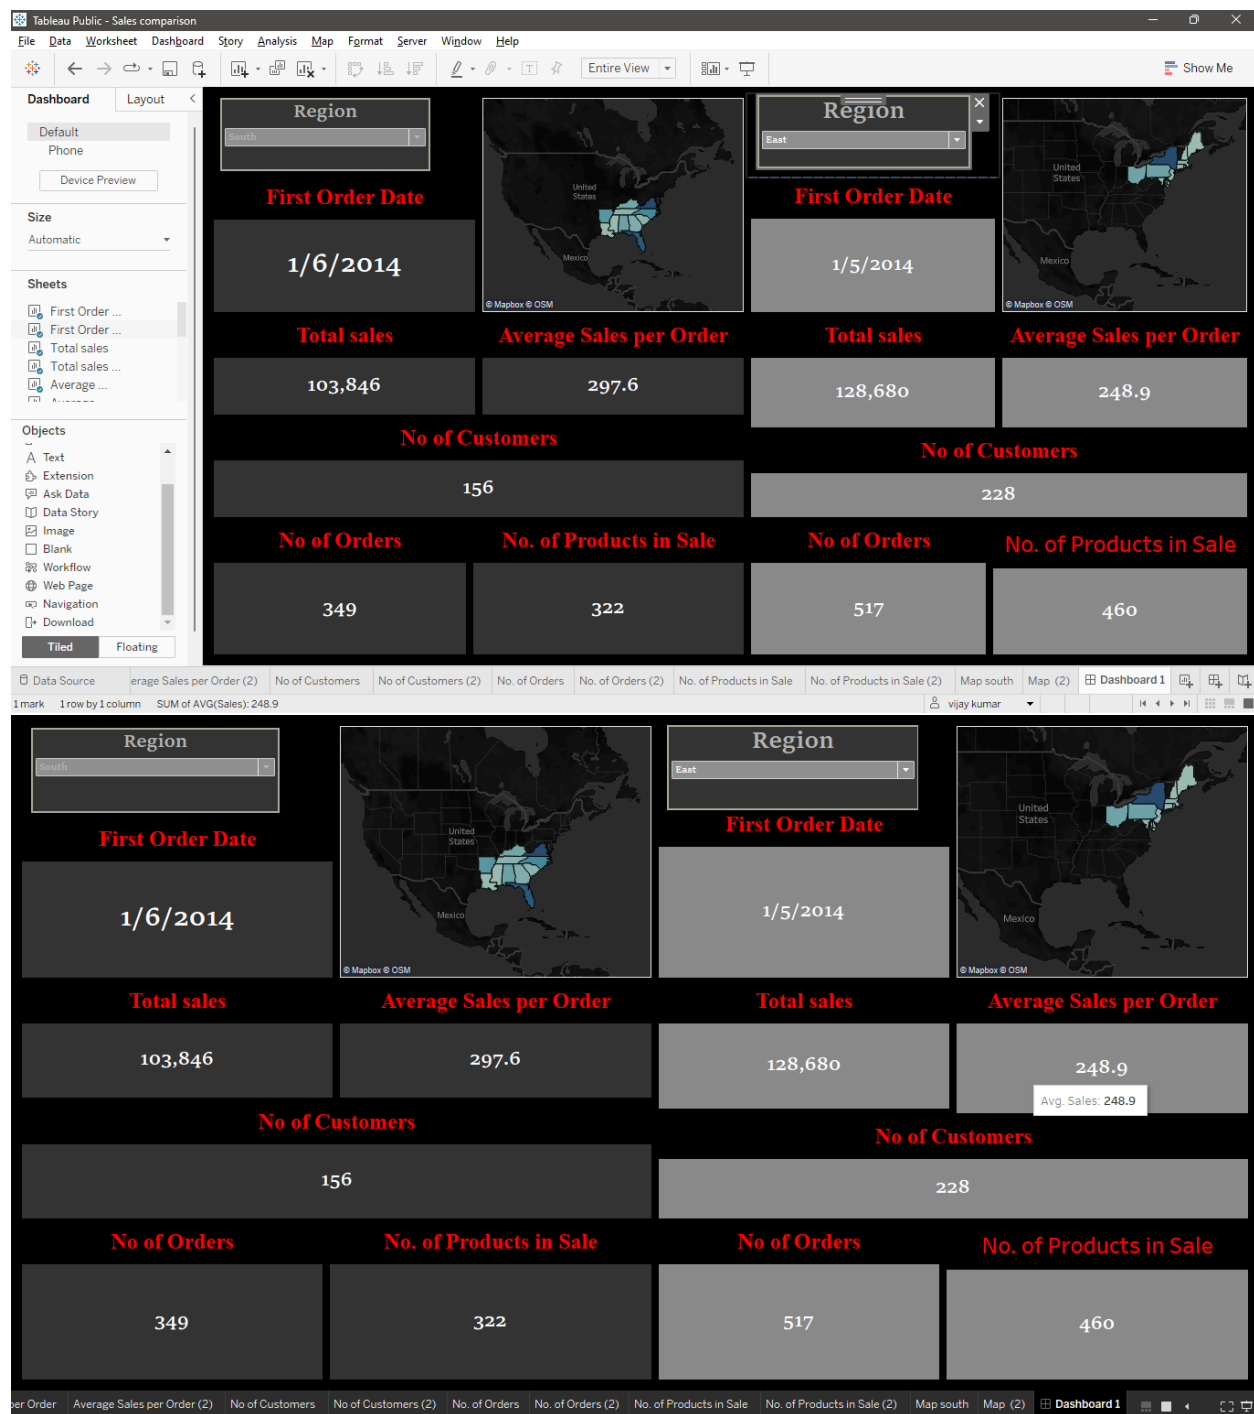 Tableau Public - Sales comparison
File Data Worksheet Dashboard Story Analysis Map Format Server Window Help
Entire View
Show Me
Dashboard Layout
Default
Phone
Device Preview
Size
Automatic
Sheets
First Order ...
First Order ...
Total sales
Total sales ...
Average ...
Objects
Text
Extension
Ask Data
Data Story
Image
Blank
Workflow
Web Page
Navigation
Download
Tiled Floating
Region
South
First Order Date
1/6/2014
United
States
Mexico
© Mapbox © OSM
Region
East
First Order Date
1/5/2014
United
States
Mexico
© Mapbox © OSM
Total sales Average Sales per Order Total sales Average Sales per Order
103,846 297.6 128,680 248.9
No of Customers No of Customers
156 228
No of Orders No. of Products in Sale No of Orders No. of Products in Sale
349 322 517 460
Data Source erage Sales per Order (2) No of Customers No of Customers (2) No. of Orders No. of Orders (2) No. of Products in Sale No. of Products in Sale (2) Map south Map (2) Dashboard 1
1 mark 1 row by 1 column SUM of AVG(Sales): 248.9 vijay kumar
Region
South
First Order Date
1/6/2014
United
States
Mexico
© Mapbox © OSM
Region
East
First Order Date
1/5/2014
United
States
Mexico
© Mapbox © OSM
Total sales Average Sales per Order Total sales Average Sales per Order
103,846 297.6 128,680 248.9
Avg. Sales: 248.9
No of Customers No of Customers
156 228
No of Orders No. of Products in Sale No of Orders No. of Products in Sale
349 322 517 460
per Order Average Sales per Order (2) No of Customers No of Customers (2) No. of Orders No. of Orders (2) No. of Products in Sale No. of Products in Sale (2) Map south Map (2) Dashboard 1